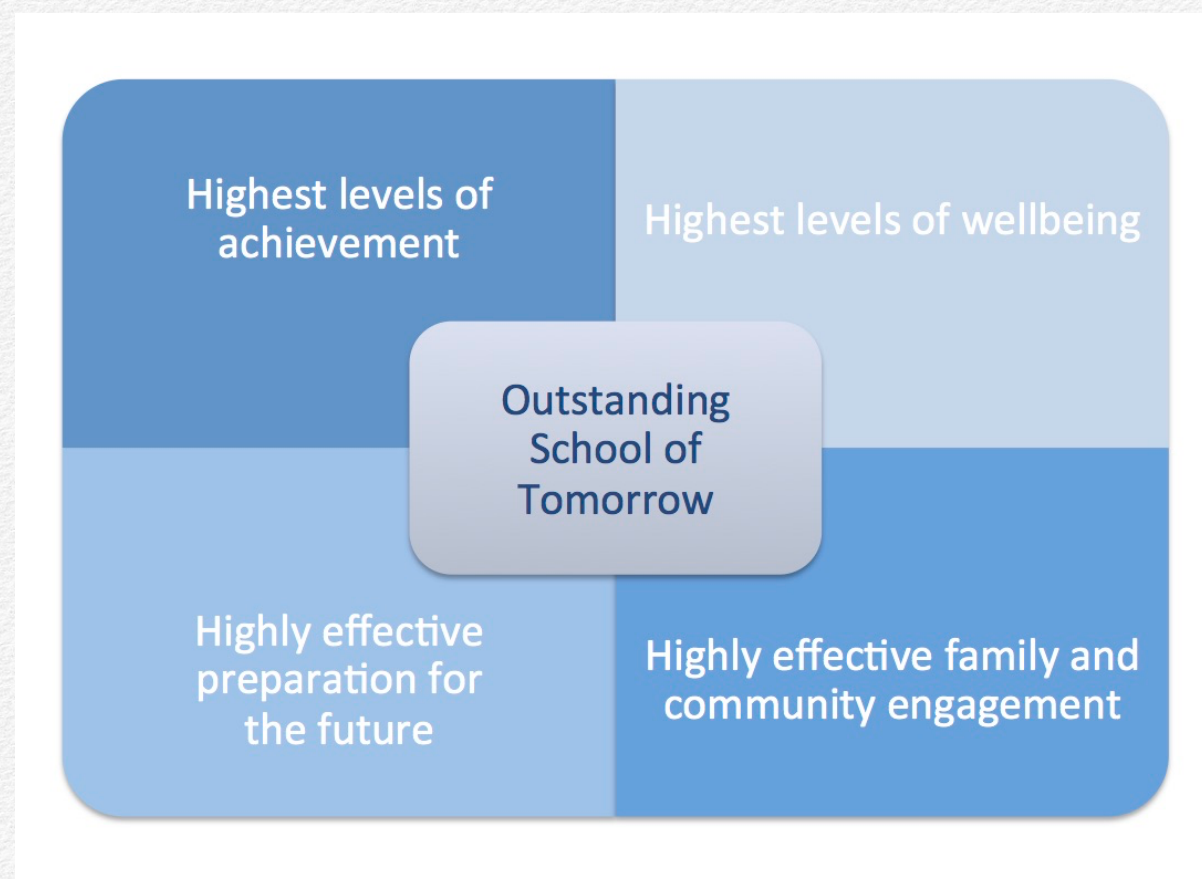 Highest levels of
achievement
Highest levels of wellbeing
Outstanding
School of
Tomorrow
Highly effective
preparation for
the future
Highly effective family and
community engagement